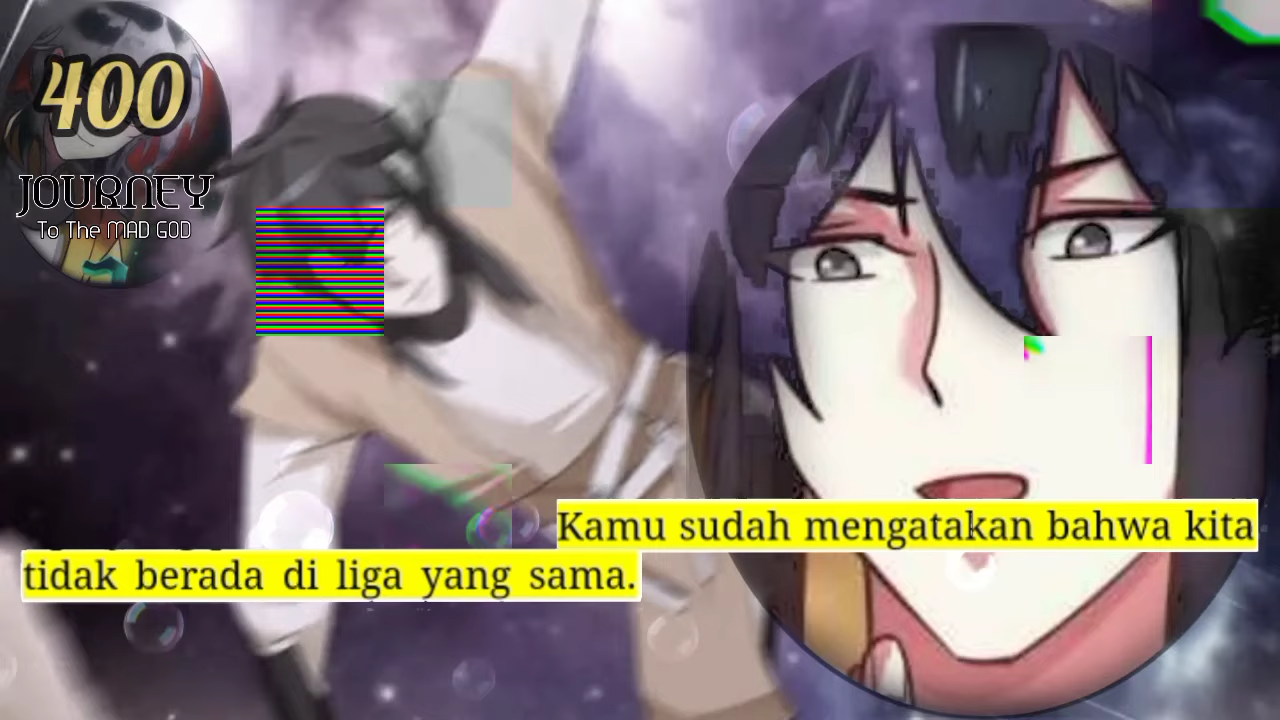 400
JOURNEY
To The MAD GOD
Kamu sudah mengatakan bahwa kita
tidak berada di liga yang sama.